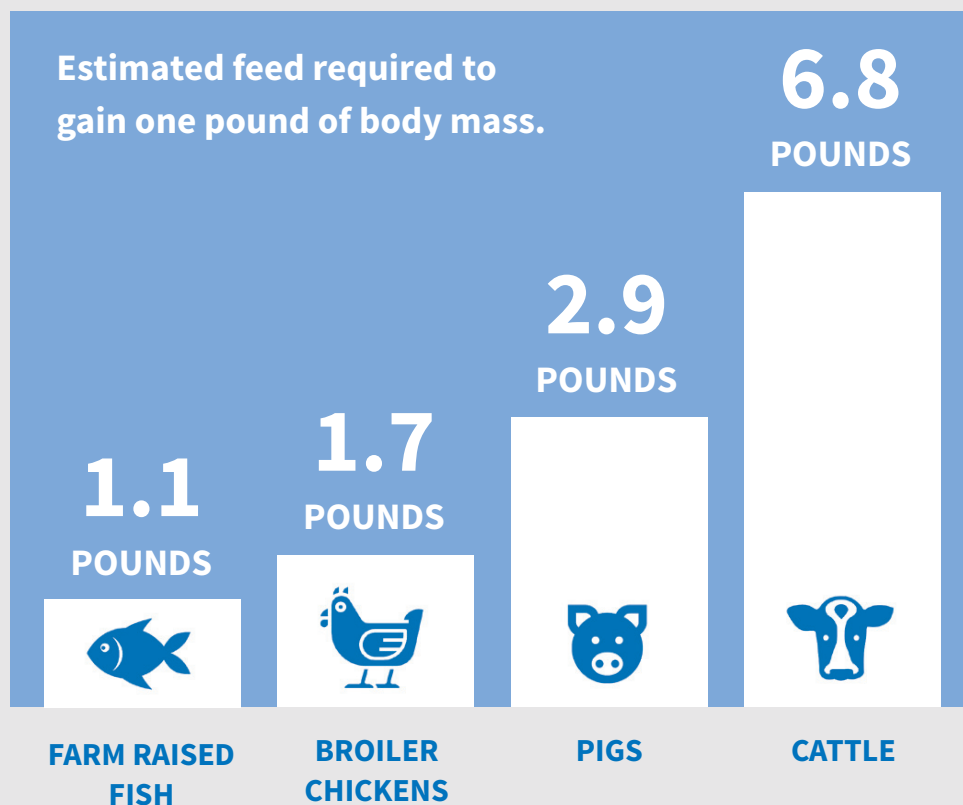 Estimated feed required to
gain one pound of body mass.
6.8
POUNDS
2.9
POUNDS
1.7
POUNDS
1.1
POUNDS
FARM RAISED
FISH
BROILER
CHICKENS
PIGS
CATTLE